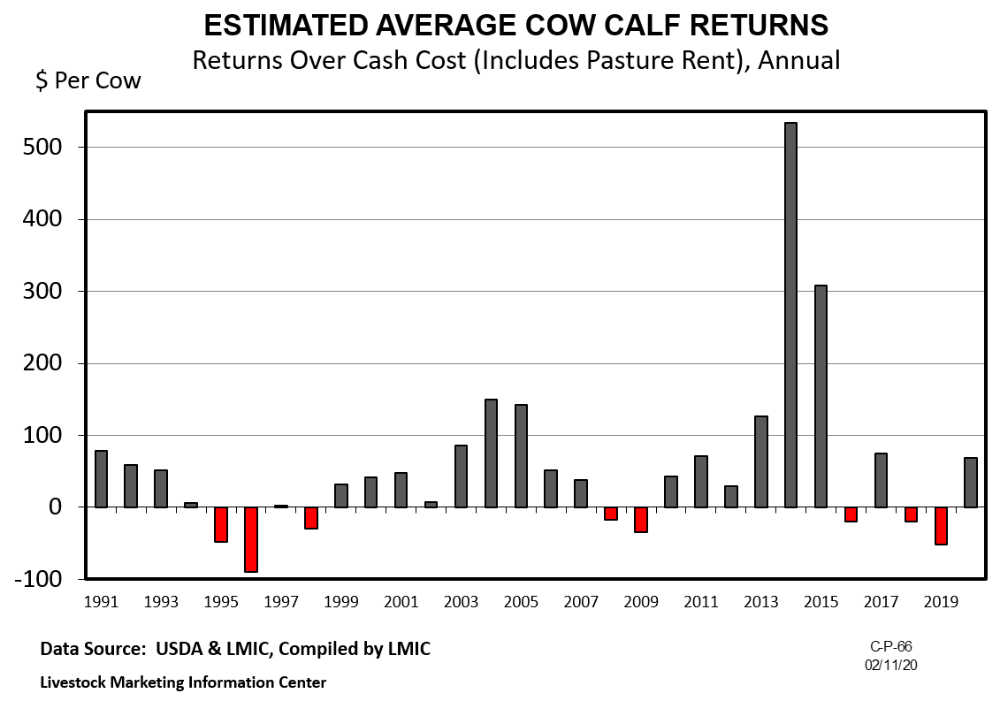 ESTIMATED AVERAGE COW CALF RETURNS
Returns Over Cash Cost (Includes Pasture Rent), Annual
$ Per Cow
500
400
300
200
100
0
-100
1991 1993 1995 1997 1999 2001 2003 2005 2007 2009 2011 2013 2015 2017 2019
Data Source:  USDA & LMIC, Compiled by LMIC
C-P-66
02/11/20
Livestock Marketing Information Center